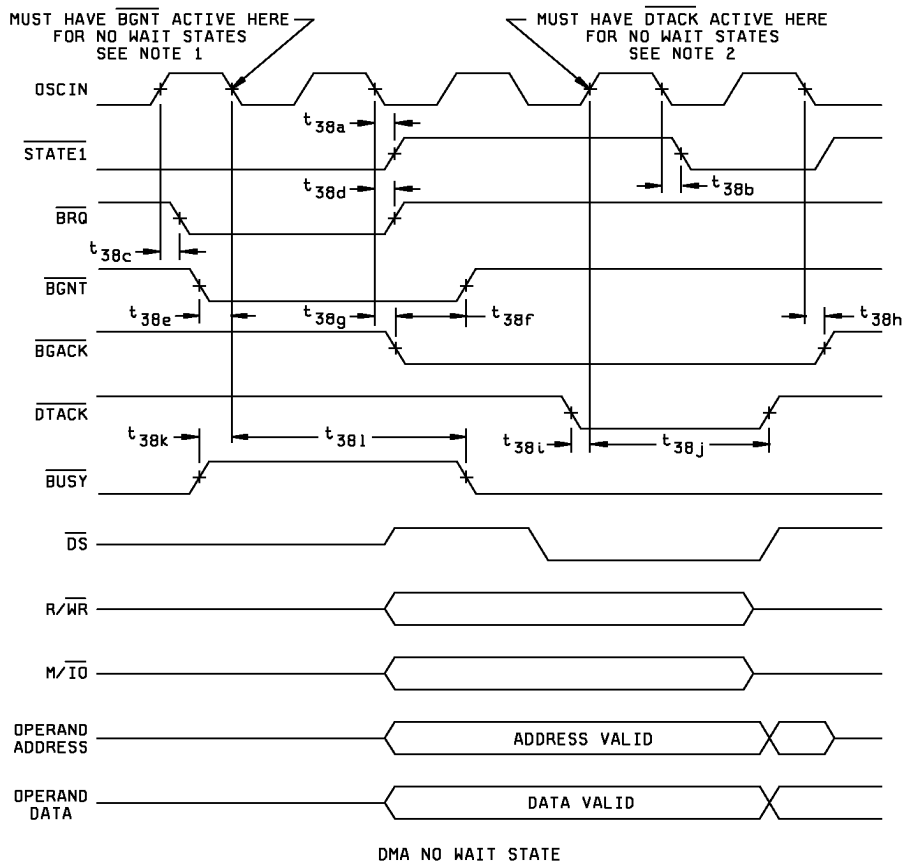 MUST HAVE BGNT ACTIVE HERE
FOR NO WAIT STATES
SEE NOTE 1
MUST HAVE DTACK ACTIVE HERE
FOR NO WAIT STATES
SEE NOTE 2
OSCIN
t38a
STATE1
t38b
t38d
BRQ
t38c
BGNT
t38e
t38g
t38f
t38h
BGACK
DTACK
t38k
t38l
t38i
t38j
BUSY
DS
R/WR
M/IO
OPERAND
ADDRESS
ADDRESS VALID
OPERAND
DATA
DATA VALID
DMA NO WAIT STATE